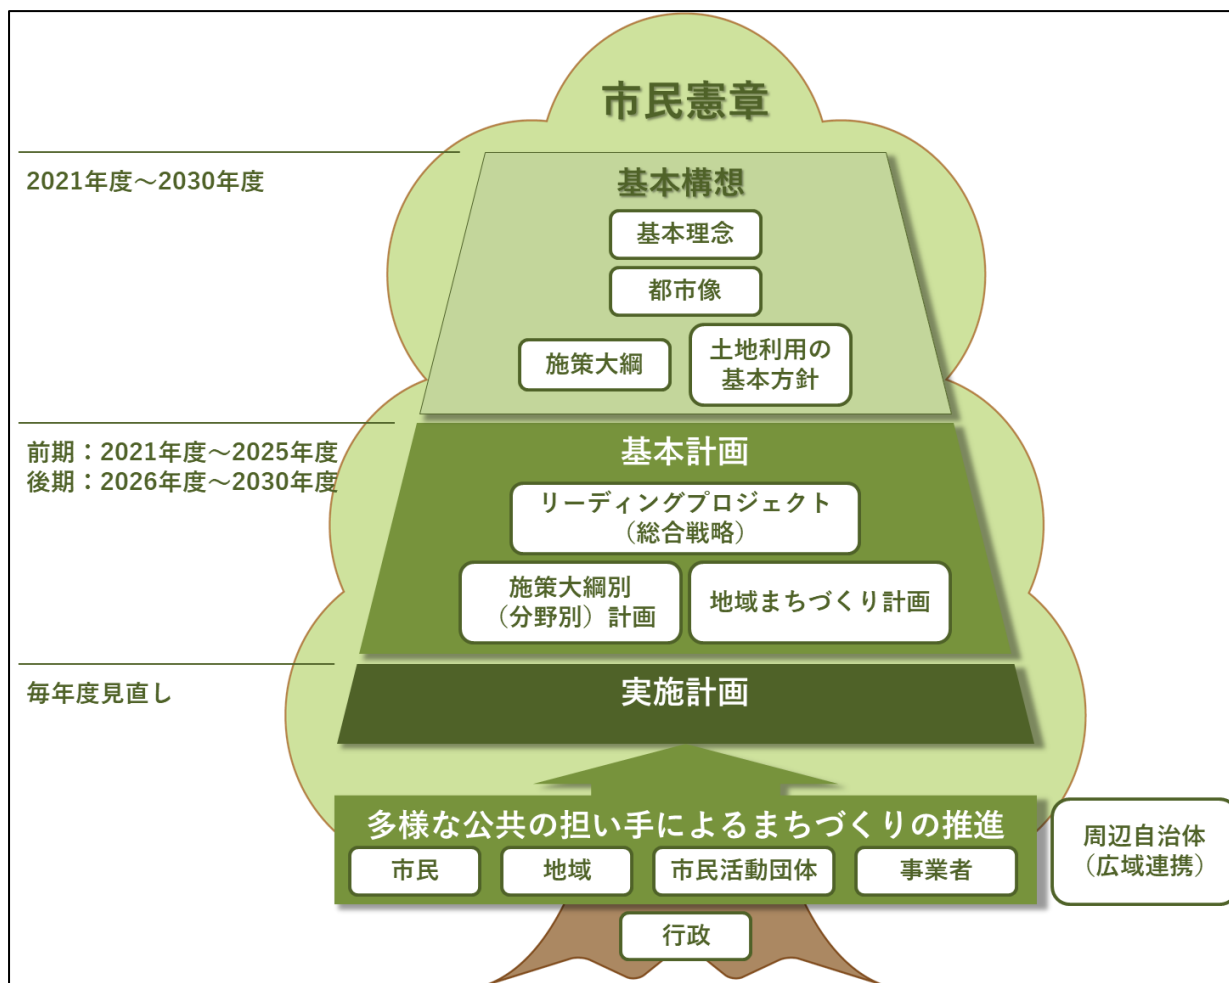 市民憲章
2021年度～2030年度
基本構想
基本理念
都市像
施策大綱
土地利用の
基本方針
前期：2021年度～2025年度
後期：2026年度～2030年度
基本計画
リーディングプロジェクト
（総合戦略）
施策大綱別
（分野別）計画
地域まちづくり計画
毎年度見直し
実施計画
多様な公共の担い手によるまちづくりの推進
市民
地域
市民活動団体
事業者
周辺自治体
（広域連携）
行政